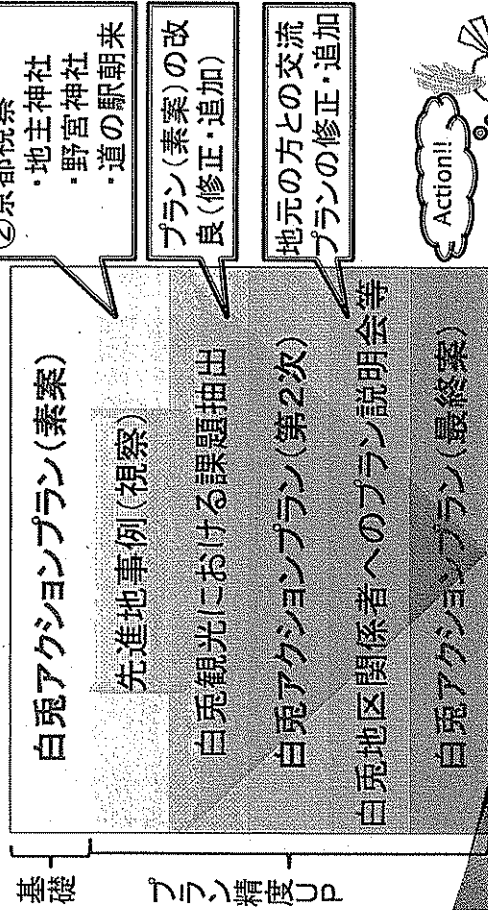 ②京都視察
・地主神社
・野宮神社
・道の駅朝来
基礎
白兎アクションプラン(素案)
プラン精度UP
先進地事例(視察)
白兎観光における課題抽出
プラン(素案)の改
良(修正・追加)
白兎アクションプラン(第2次)
白兎地区関係者へのプラン説明会等
地元の方との交流
プランの修正・追加
白兎アクションプラン(最終案)
Action!!